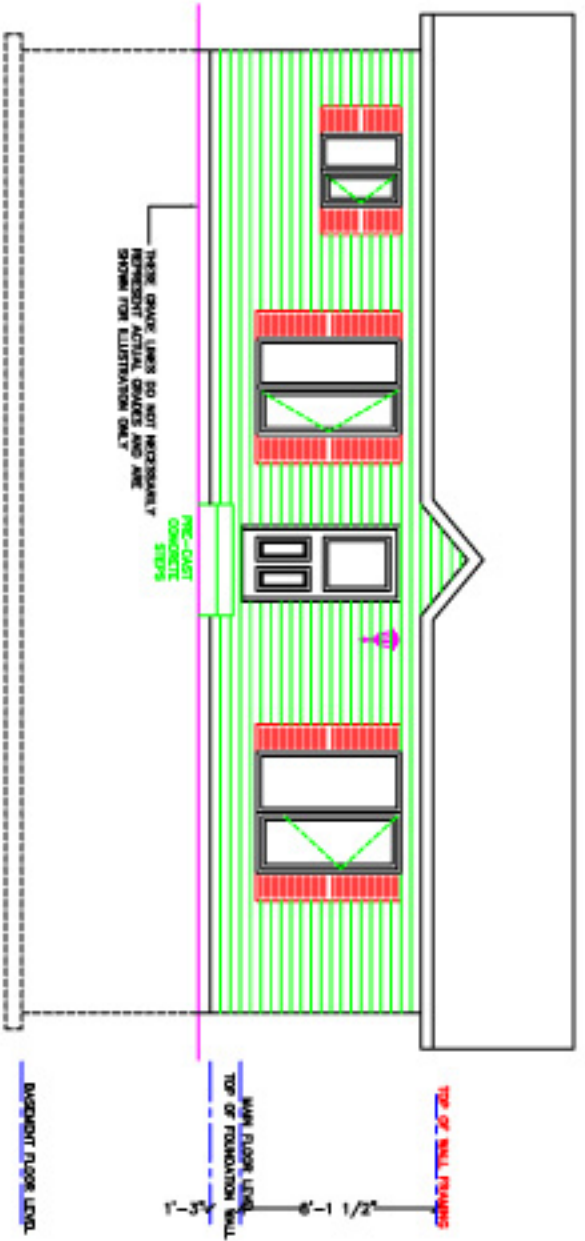 THESE GRADE LINES DO NOT NECESSARILY
REPRESENT ACTUAL GRADES AND ARE
SHOWN FOR ILLUSTRATION ONLY
PRE-CAST
CONCRETE
STEPS
TOP OF WALL FRAMING
MAIN FLOOR LEVEL
TOP OF FOUNDATION WALL
BASEMENT FLOOR LEVEL
1'-3"
-1 1/2"